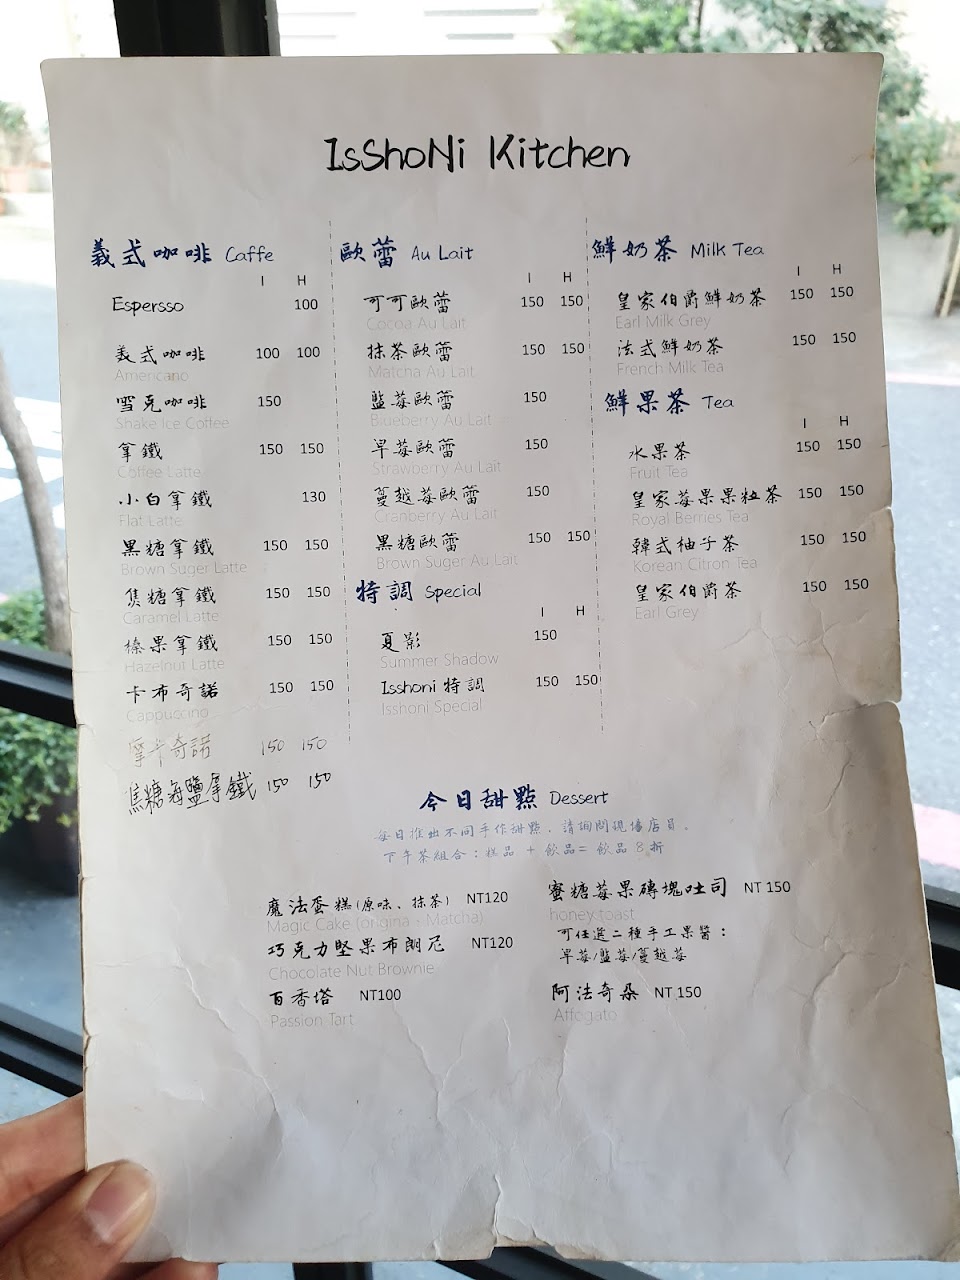 IsShoNi Kitchen
義式咖啡 Caffe
I H
Espersso 100
義式咖啡 100 100
Americano
雪克咖啡 150
Shake Ice Coffee
拿鐵 150 150
Coffee Latte
小白拿鐵 130
Flat Latte
黑糖拿鐵 150 150
Brown Suger Latte
焦糖拿鐵 150 150
Caramel Latte
榛果拿鐵 150 150
Hazelnut Latte
卡布奇諾 150 150
Cappuccino
摩卡奇諾 150 150
焦糖海鹽拿鐵 150 150
歐蕾 Au Lait
I H
可可歐蕾 150 150
Cocoa Au Lait
抹茶歐蕾 150 150
Matcha Au Lait
藍莓歐蕾 150
Blueberry Au Lait
草莓歐蕾 150
Strawberry Au Lait
蔓越莓歐蕾 150
Cranberry Au Lait
黑糖歐蕾 150 150
Brown Suger Au Lait
特調 Special
I H
夏影 150
Summer Shadow
Isshoni 特調 150 150
Isshoni Special
鮮奶茶 Milk Tea
I H
皇家伯爵鮮奶茶 150 150
Earl Milk Grey
法式鮮奶茶 150 150
French Milk Tea
鮮果茶 Tea
I H
水果茶 150 150
Fruit Tea
皇家莓果果粒茶 150 150
Royal Berries Tea
韓式柚子茶 150 150
Korean Citron Tea
皇家伯爵茶 150 150
Earl Grey
今日甜點 Dessert
每日推出不同手作甜點，請詢問現場店員。
下午茶組合：糕品 + 飲品 = 飲品 8 折
魔法蛋糕(原味、抹茶) NT120
Magic Cake (origina、Matcha)
巧克力堅果布朗尼 NT120
Chocolate Nut Brownie
百香塔 NT100
Passion Tart
蜜糖莓果磚塊吐司 NT 150
honey toast
可任選二種手工果醬：
草莓/藍莓/蔓越莓
阿法奇朵 NT 150
Affogato